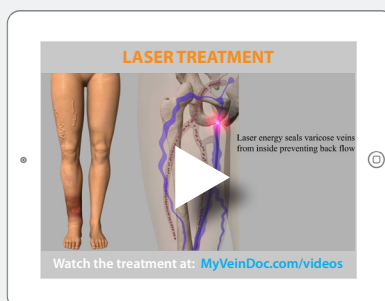 LASER TREATMENT
Laser energy seals varicose veins
from inside preventing back flow
Watch the treatment at: MyVeinDoc.com/videos